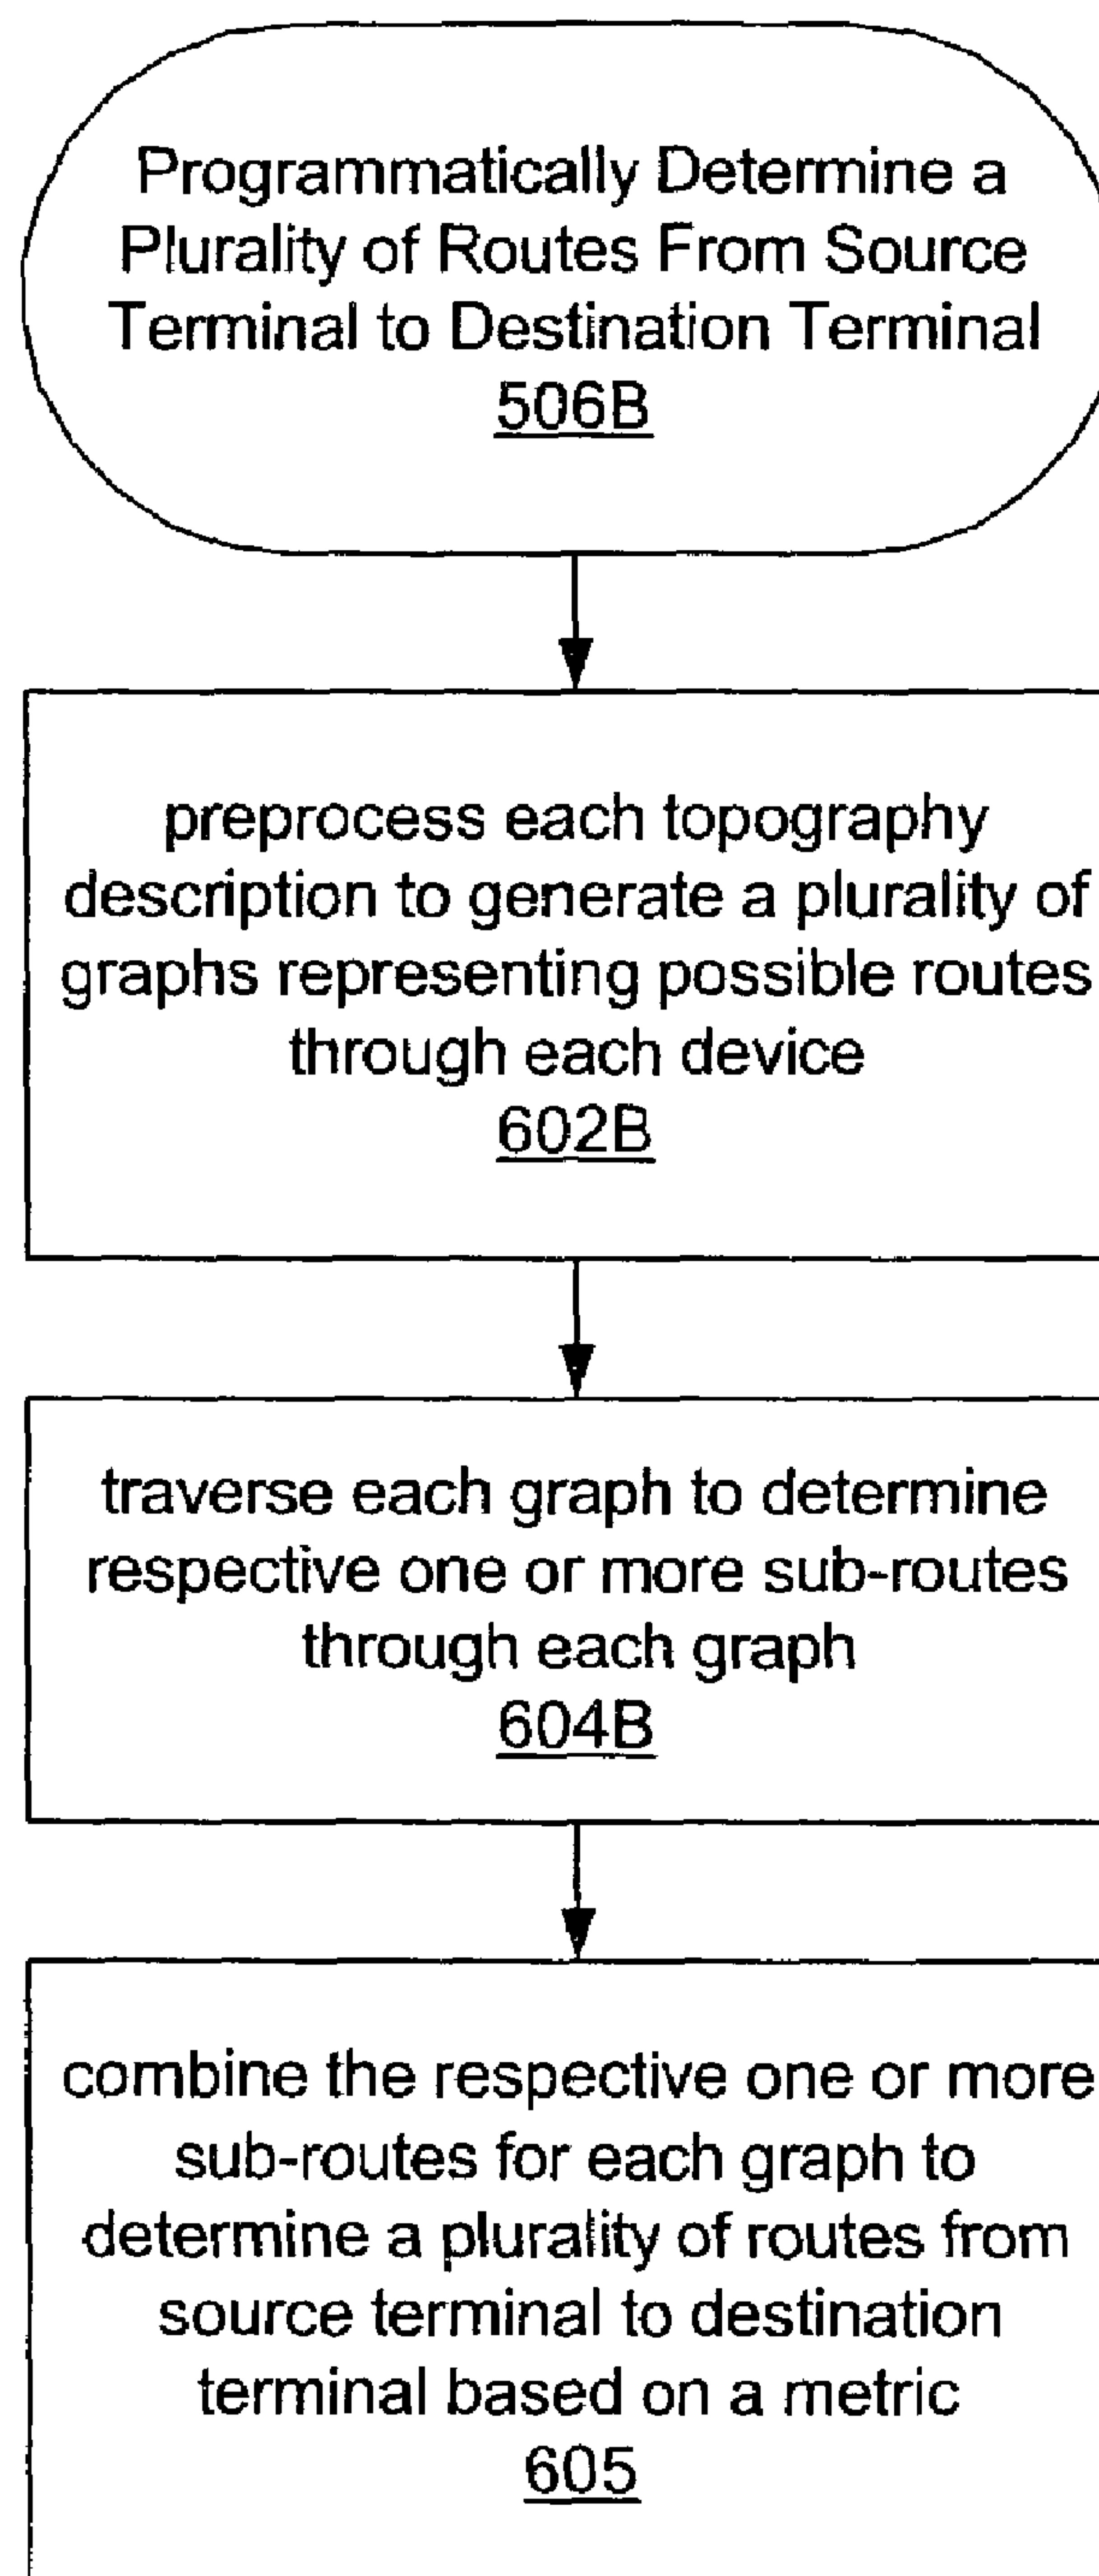 Programmatically Determine a
Plurality of Routes From Source
Terminal to Destination Terminal
506B
preprocess each topography
description to generate a plurality of
graphs representing possible routes
through each device
602B
traverse each graph to determine
respective one or more sub-routes
through each graph
604B
combine the respective one or more
sub-routes for each graph to
determine a plurality of routes from
source terminal to destination
terminal based on a metric
605